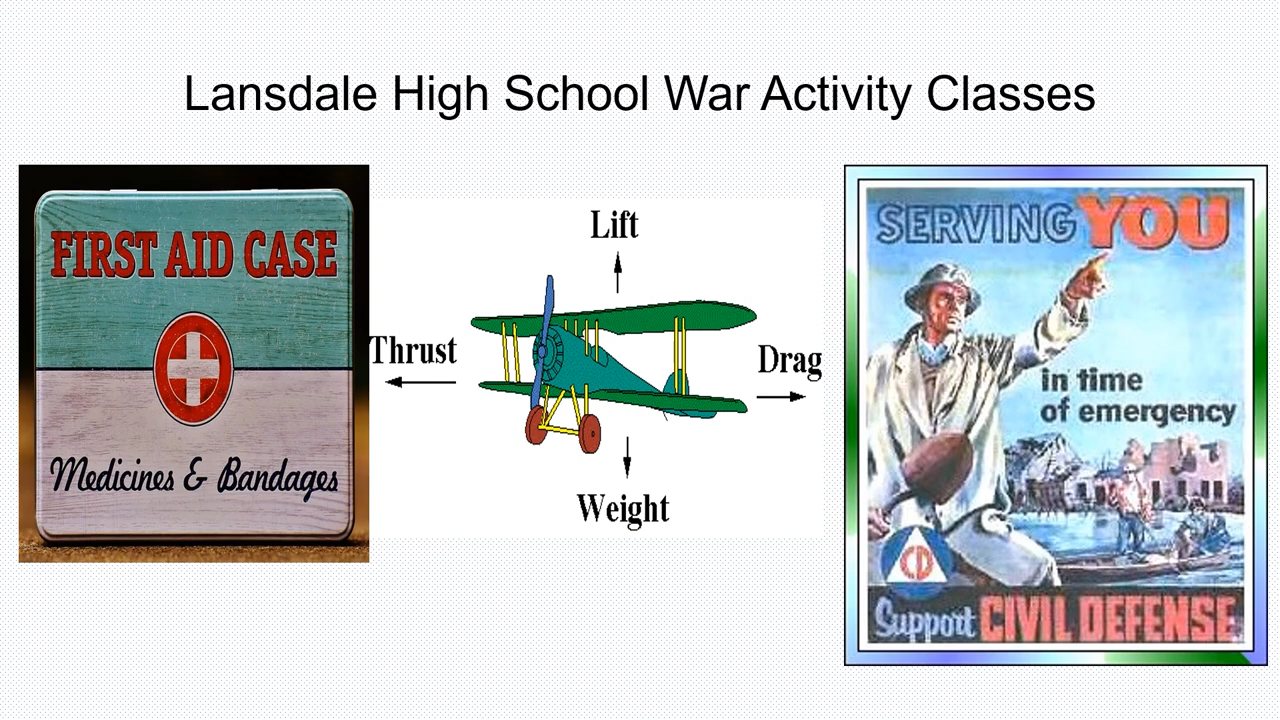 Lansdale High School War Activity Classes
FIRST AID CASE
Medicines & Bandages
Lift
Thrust
Drag
Weight
SERVING YOU
in time
of emergency
CD
Support CIVIL DEFENSE